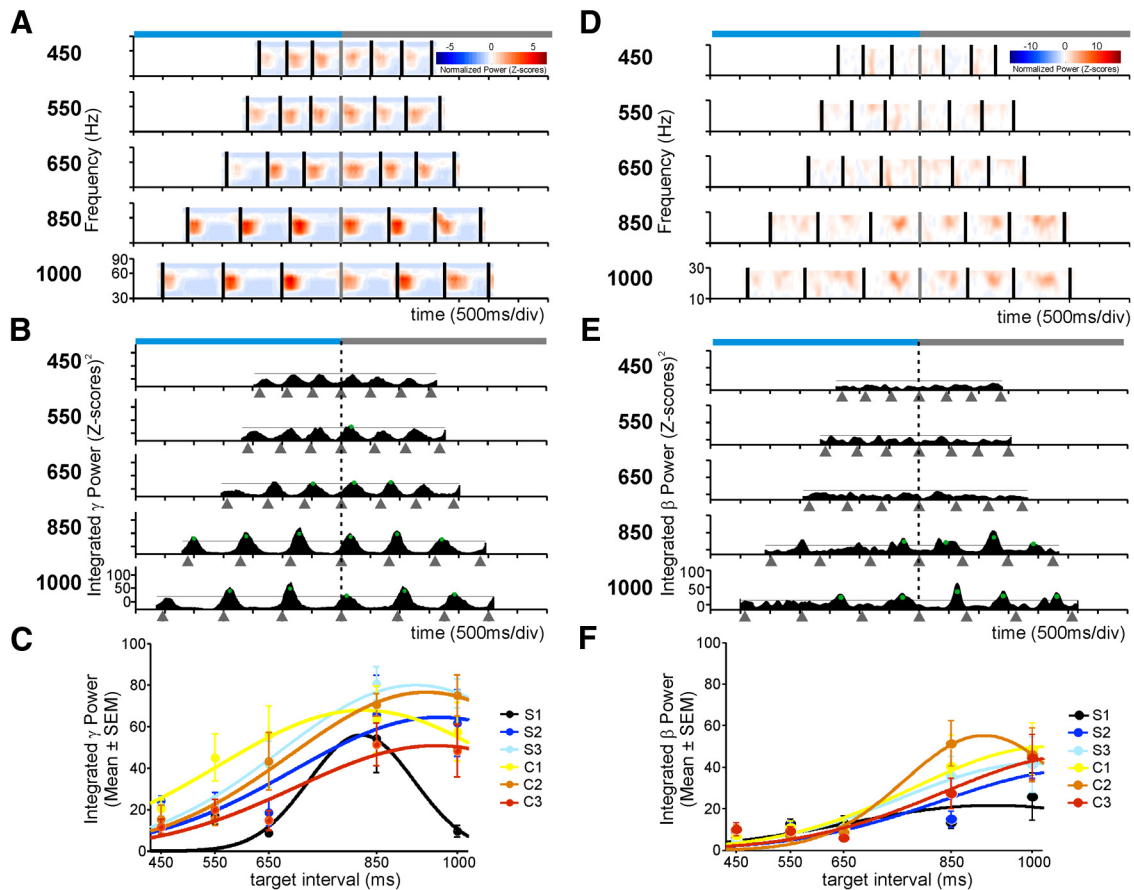 A
450
-5 0 5
Normalized Power (Z-scores)
550
650
850
1000
90
60
30
Frequency (Hz)
time (500ms/div)
D
450
-10 0 10
Normalized Power (Z-scores)
550
650
850
1000
30
10
Frequency (Hz)
time (500ms/div)
B
450
550
650
850
1000
100
50
0
Integrated γ Power (Z-scores)²
time (500ms/div)
E
450
550
650
850
1000
100
50
0
Integrated β Power (Z-scores)²
time (500ms/div)
C
100
80
60
40
20
0
Integrated γ Power
(Mean ± SEM)
450 550 650 850 1000
target interval (ms)
S1
S2
S3
C1
C2
C3
F
100
80
60
40
20
0
Integrated β Power
(Mean ± SEM)
450 550 650 850 1000
target interval (ms)
S1
S2
S3
C1
C2
C3